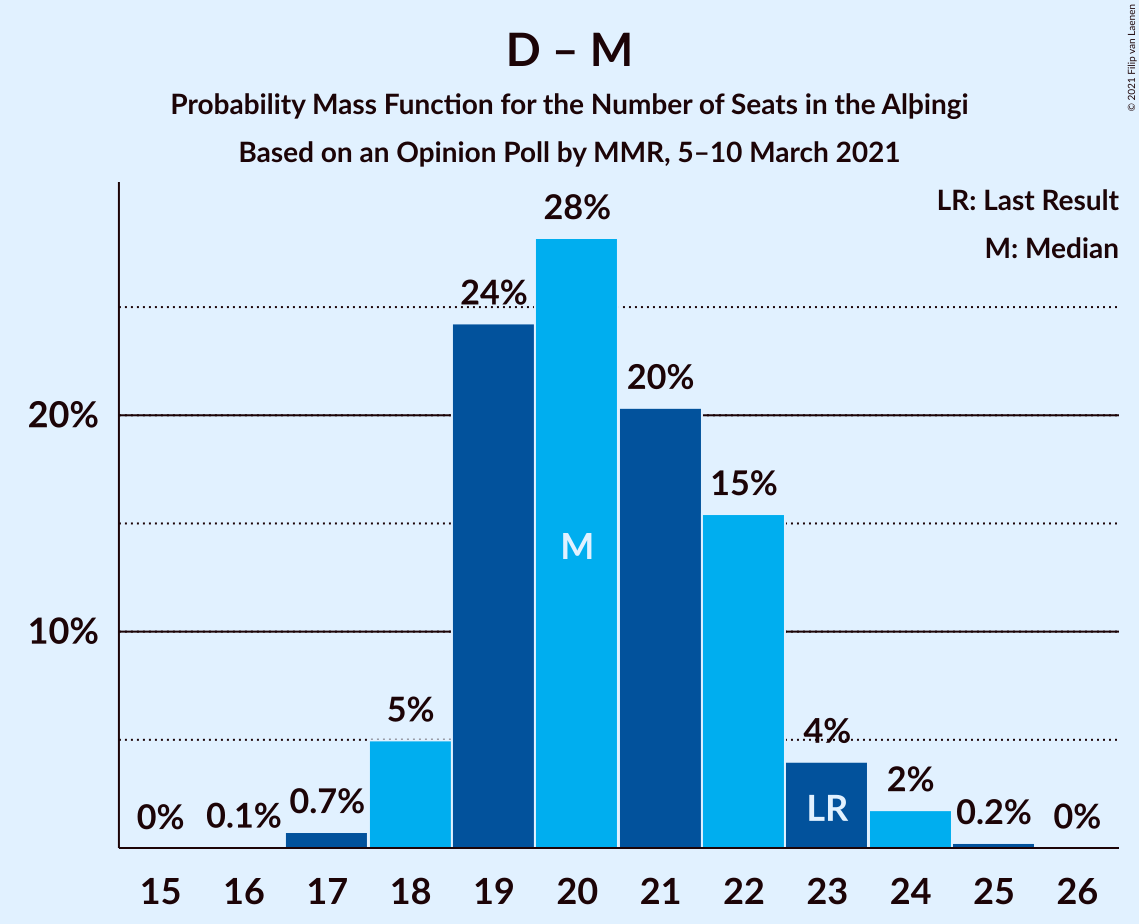 D – M
Probability Mass Function for the Number of Seats in the Alþingi
Based on an Opinion Poll by MMR, 5–10 March 2021
© 2021 Filip van Laenen
LR: Last Result
M: Median
28%
24%
20%
20%
15%
M
10%
5%
4%
2%
0%
0.1%
0.7%
LR
0.2%
0%
15 16 17 18 19 20 21 22 23 24 25 26